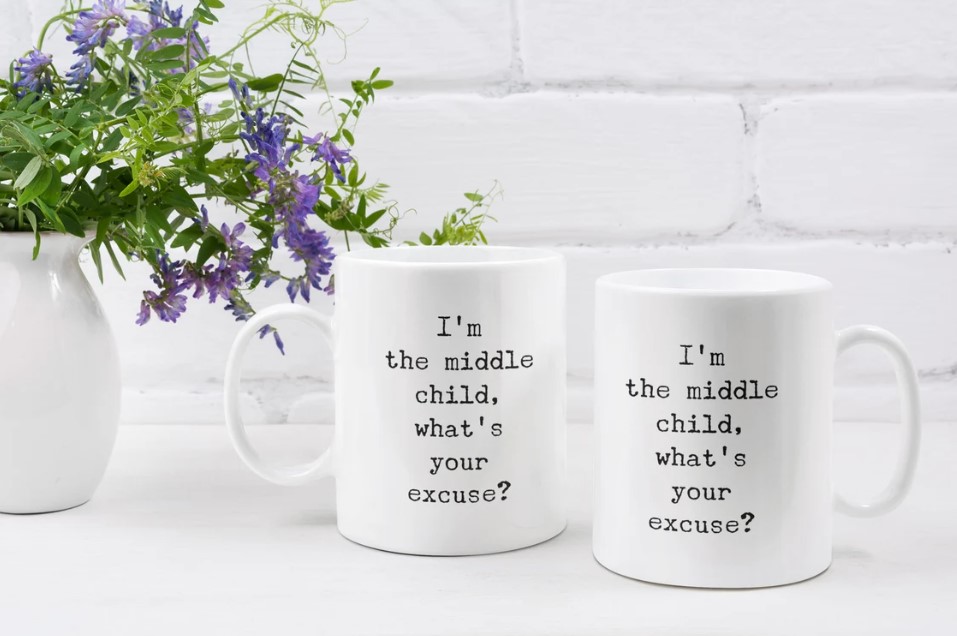 I'm
the middle
child,
what's
your
excuse?
I'm
the middle
child,
what's
your
excuse?